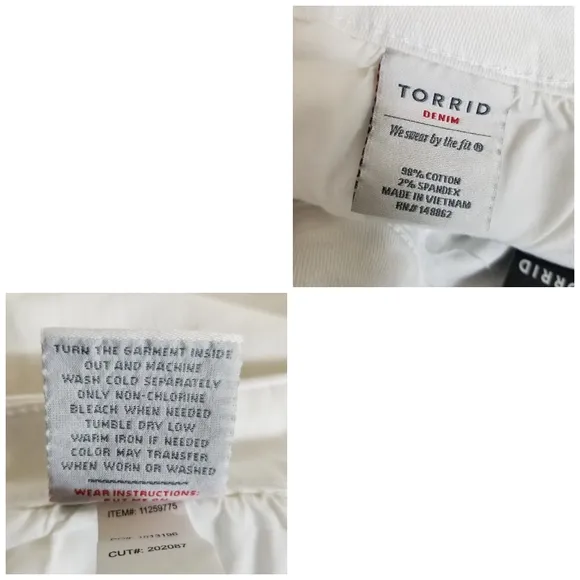 TORRID
DENIM
We swear by the fit ®
98% COTTON
2% SPANDEX
MADE IN VIETNAM
RN# 148862
TORRID
TURN THE GARMENT INSIDE
OUT AND MACHINE
WASH COLD SEPARATELY
ONLY NON-CHLORINE
BLEACH WHEN NEEDED
TUMBLE DRY LOW
WARM IRON IF NEEDED
COLOR MAY TRANSFER
WHEN WORN OR WASHED
WEAR INSTRUCTIONS:
ITEM#: 11259775
CUT#: 202087